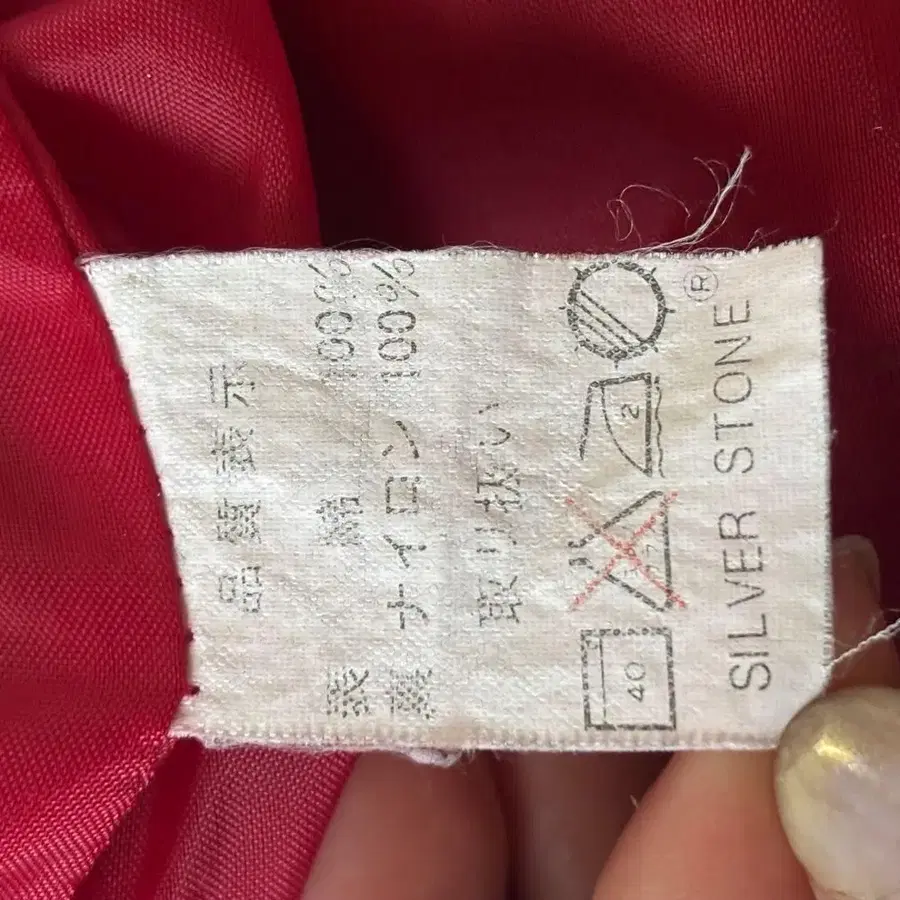 品質表示
表 綿 100%
裏 ナイロン 100%
取り扱い
40 2
SILVER STONE ®